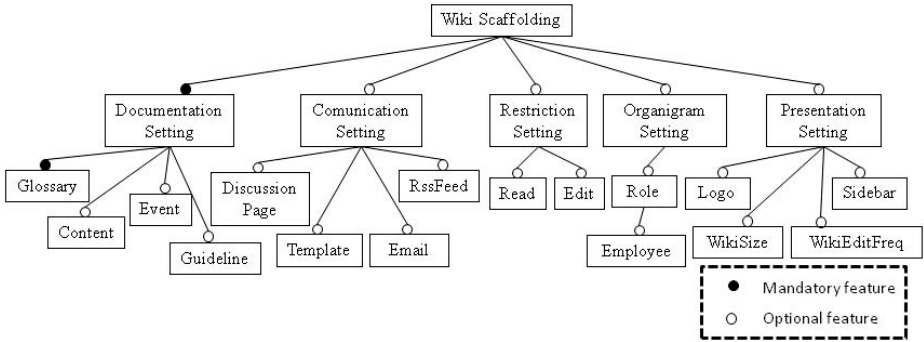 Wiki Scaffolding
Documentation
Setting
Comunication
Setting
Restriction
Setting
Organigram
Setting
Presentation
Setting
Glossary
Content
Event
Guideline
Discussion
Page
Template
Email
RssFeed
Read
Edit
Role
Employee
Logo
WikiSize
WikiEditFreq
Sidebar
Mandatory feature
Optional feature